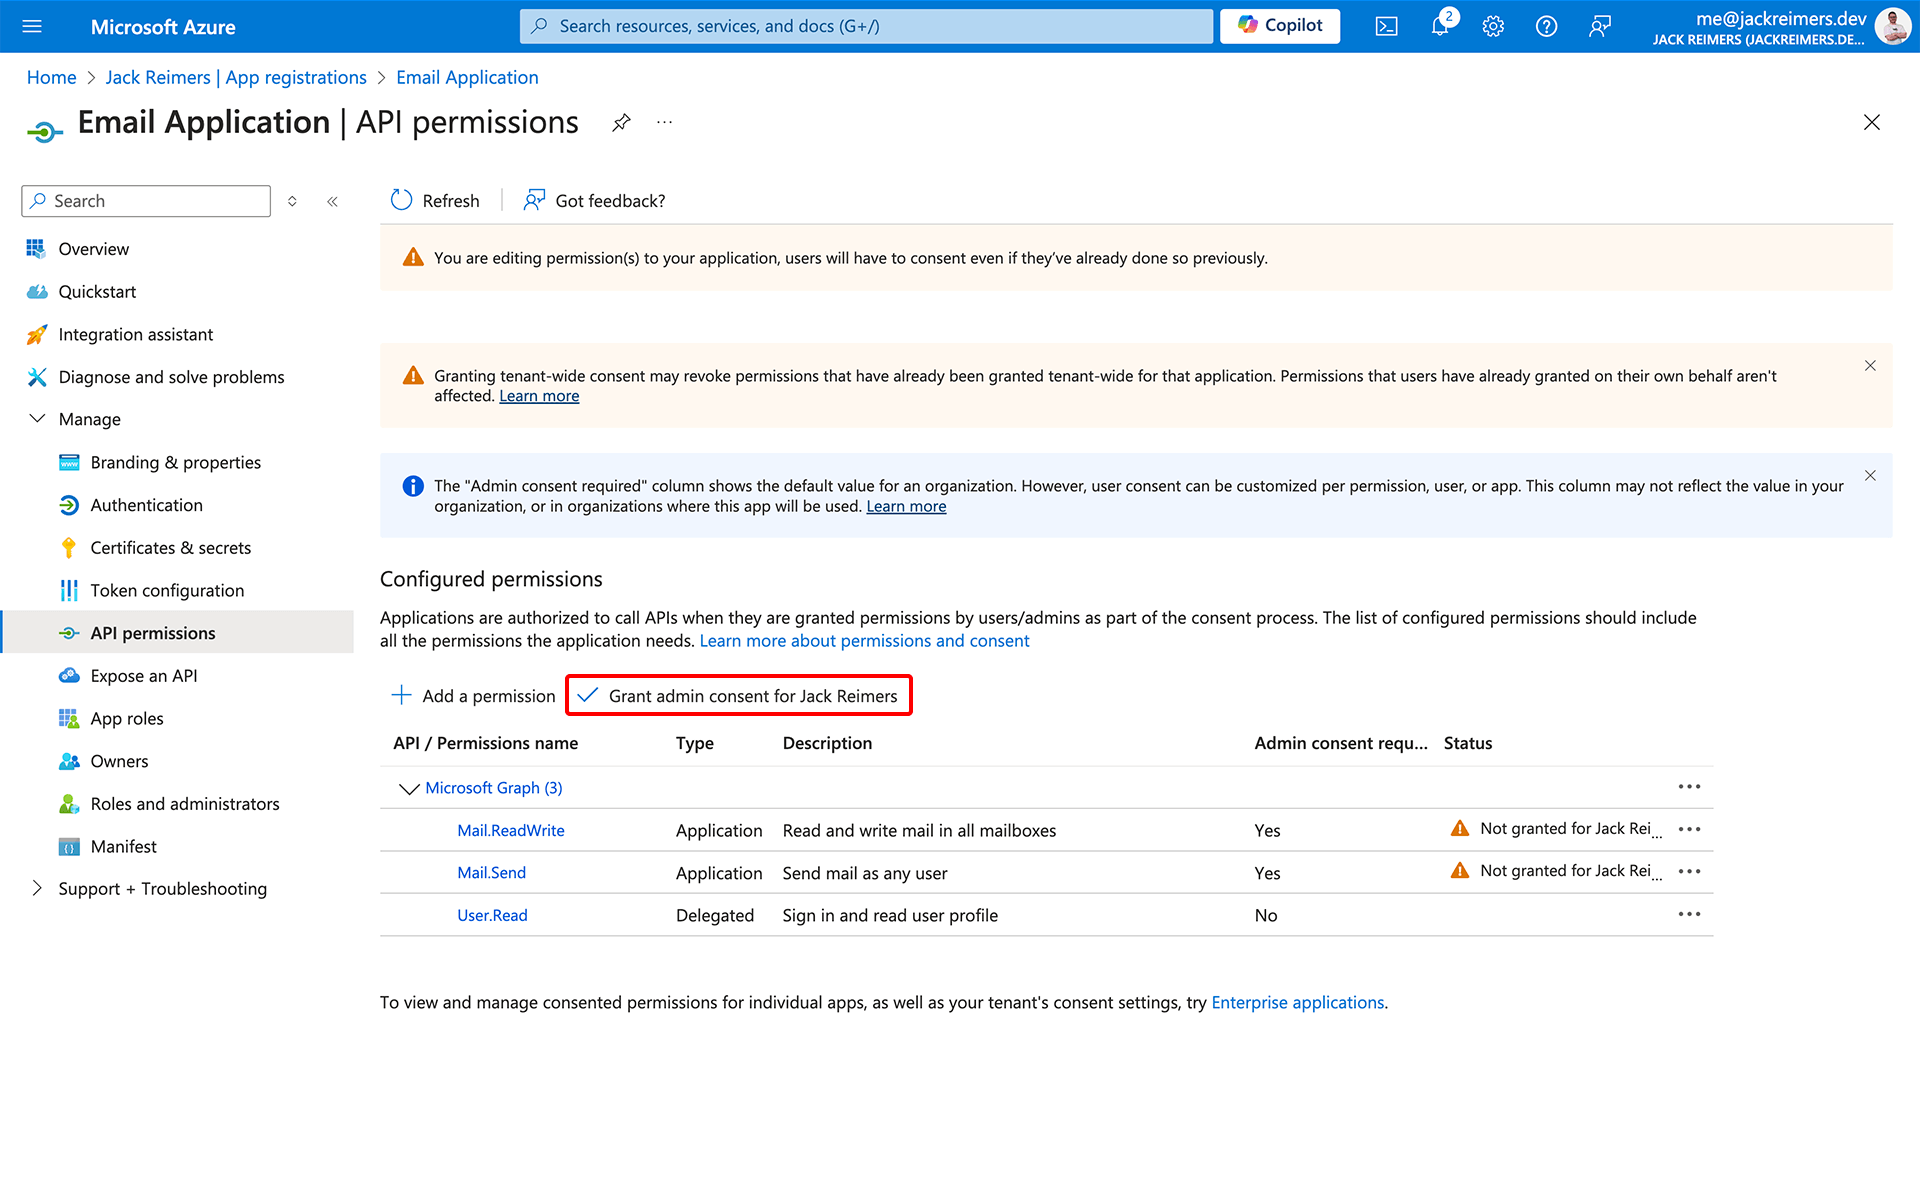 Microsoft Azure
Search resources, services, and docs (G+/)
Copilot
2
me@jackreimers.dev
JACK REIMERS (JACKREIMERS.DE...
Home > Jack Reimers | App registrations > Email Application
Email Application | API permissions
Search
Refresh
Got feedback?
Overview
Quickstart
Integration assistant
Diagnose and solve problems
Manage
Branding & properties
Authentication
Certificates & secrets
Token configuration
API permissions
Expose an API
App roles
Owners
Roles and administrators
Manifest
Support + Troubleshooting
You are editing permission(s) to your application, users will have to consent even if they’ve already done so previously.
Granting tenant-wide consent may revoke permissions that have already been granted tenant-wide for that application. Permissions that users have already granted on their own behalf aren't
affected. Learn more
The "Admin consent required" column shows the default value for an organization. However, user consent can be customized per permission, user, or app. This column may not reflect the value in your
organization, or in organizations where this app will be used. Learn more
Configured permissions
Applications are authorized to call APIs when they are granted permissions by users/admins as part of the consent process. The list of configured permissions should include
all the permissions the application needs. Learn more about permissions and consent
Add a permission
Grant admin consent for Jack Reimers
API / Permissions name Type Description Admin consent requ... Status
Microsoft Graph (3)
Mail.ReadWrite Application Read and write mail in all mailboxes Yes Not granted for Jack Rei...
Mail.Send Application Send mail as any user Yes Not granted for Jack Rei...
User.Read Delegated Sign in and read user profile No
To view and manage consented permissions for individual apps, as well as your tenant's consent settings, try Enterprise applications.